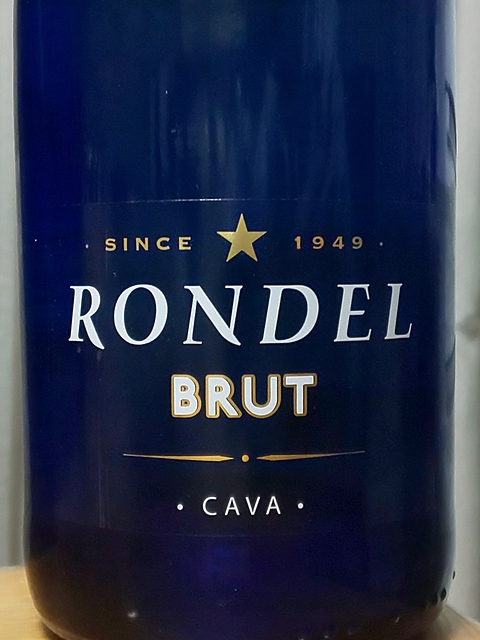 · SINCE ★ 1949 ·
RONDEL
BRUT
· CAVA ·